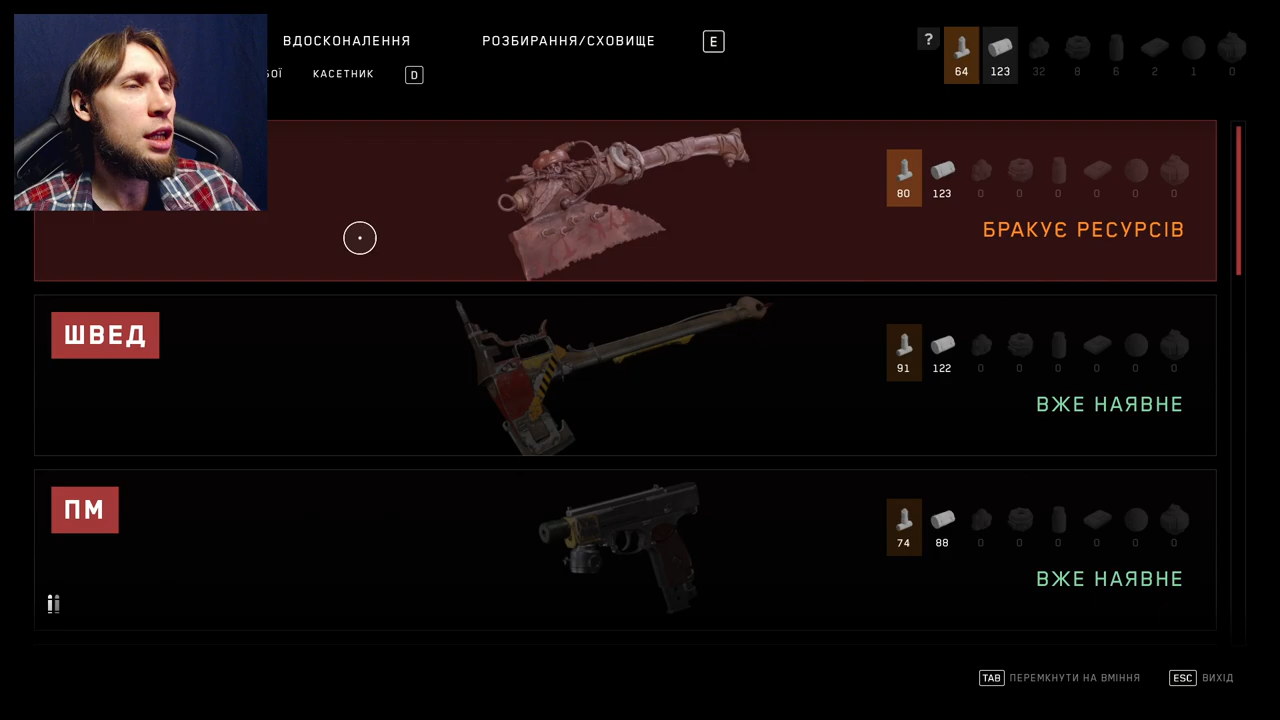 ВДОСКОНАЛЕННЯ РОЗБИРАННЯ/СХОВИЩЕ E
КАСЕТНИК D
?
64 123 32 8 6 2 1 0
80 123 0 0 0 0 0 0
БРАКУЄ РЕСУРСІВ
ШВЕД
91 122 0 0 0 0 0 0
ВЖЕ НАЯВНЕ
ПМ
74 88 0 0 0 0 0 0
ВЖЕ НАЯВНЕ
TAB ПЕРЕМКНУТИ НА ВМІННЯ ESC ВИХІД